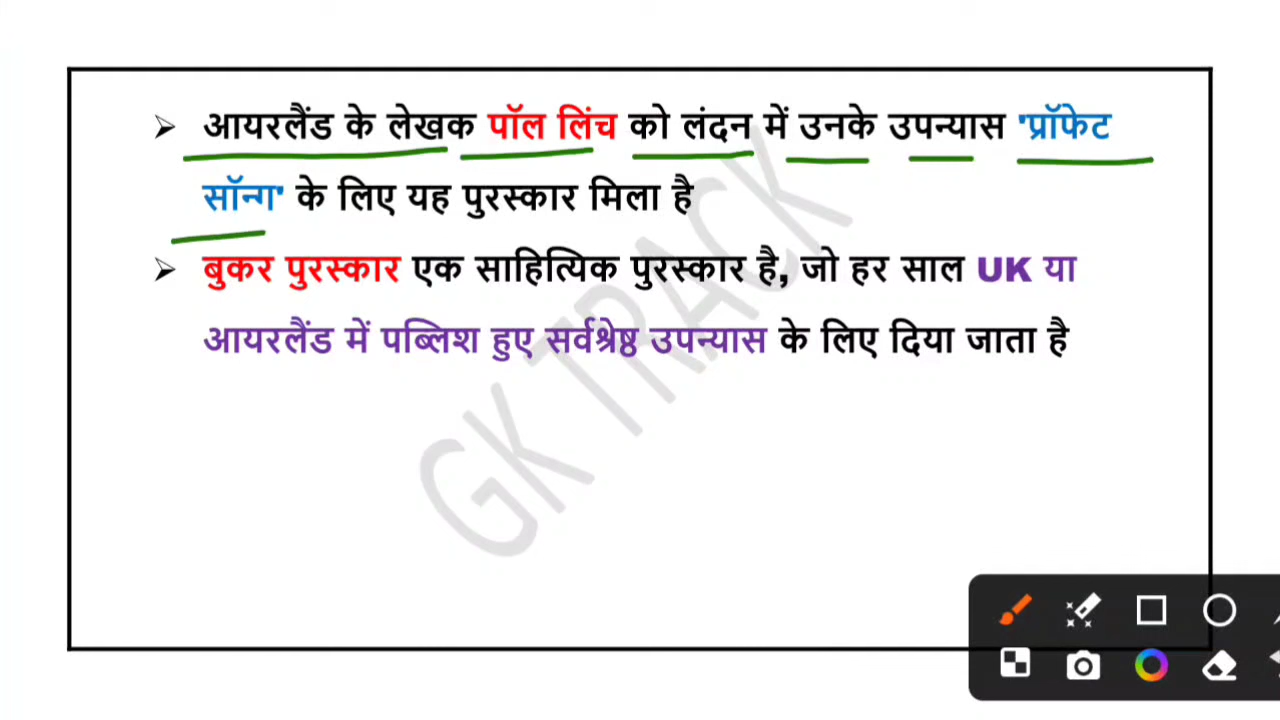 ➢ आयरलैंड के लेखक पॉल लिंच को लंदन में उनके उपन्यास 'प्रॉफेट
सॉन्ग' के लिए यह पुरस्कार मिला है
➢ बुकर पुरस्कार एक साहित्यिक पुरस्कार है, जो हर साल UK या
आयरलैंड में पब्लिश हुए सर्वश्रेष्ठ उपन्यास के लिए दिया जाता है
GK TRACK